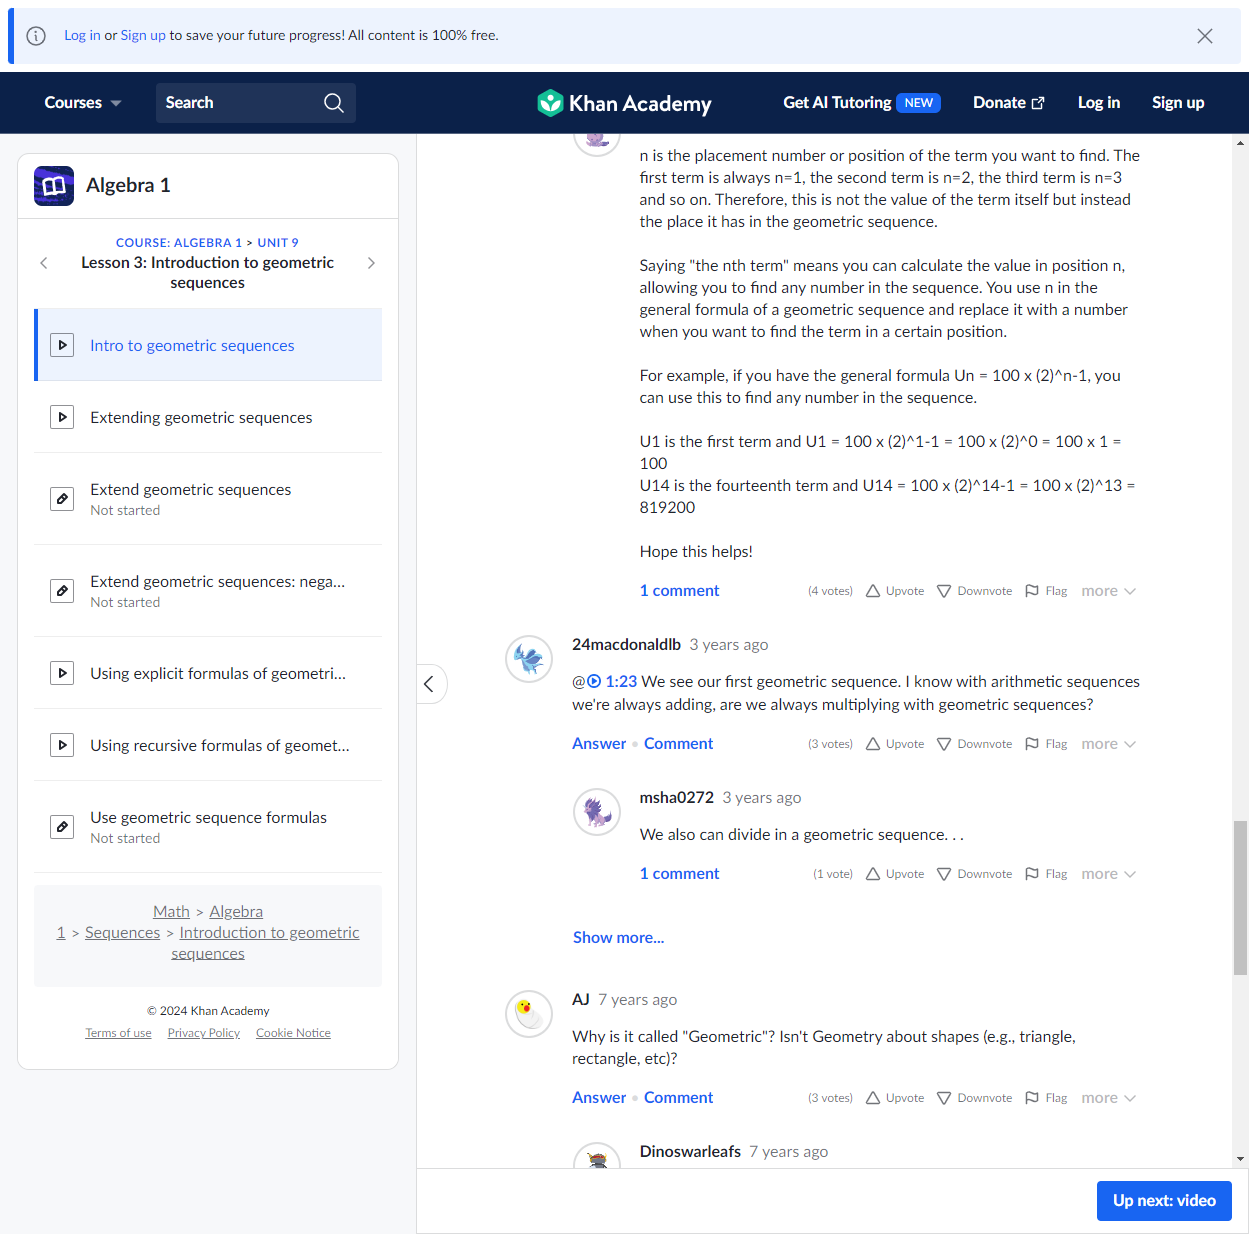 Log in or Sign up to save your future progress! All content is 100% free.
Courses
Search
Khan Academy
Get AI Tutoring NEW
Donate
Log in
Sign up
Algebra 1
COURSE: ALGEBRA 1 > UNIT 9
Lesson 3: Introduction to geometric
sequences
Intro to geometric sequences
Extending geometric sequences
Extend geometric sequences
Not started
Extend geometric sequences: nega...
Not started
Using explicit formulas of geometri...
Using recursive formulas of geomet...
Use geometric sequence formulas
Not started
Math > Algebra
1 > Sequences > Introduction to geometric
sequences
© 2024 Khan Academy
Terms of use Privacy Policy Cookie Notice
n is the placement number or position of the term you want to find. The
first term is always n=1, the second term is n=2, the third term is n=3
and so on. Therefore, this is not the value of the term itself but instead
the place it has in the geometric sequence.
Saying "the nth term" means you can calculate the value in position n,
allowing you to find any number in the sequence. You use n in the
general formula of a geometric sequence and replace it with a number
when you want to find the term in a certain position.
For example, if you have the general formula Un = 100 x (2)^n-1, you
can use this to find any number in the sequence.
U1 is the first term and U1 = 100 x (2)^1-1 = 100 x (2)^0 = 100 x 1 =
100
U14 is the fourteenth term and U14 = 100 x (2)^14-1 = 100 x (2)^13 =
819200
Hope this helps!
1 comment (4 votes) Upvote Downvote Flag more
24macdonaldlb 3 years ago
@ 1:23 We see our first geometric sequence. I know with arithmetic sequences
we're always adding, are we always multiplying with geometric sequences?
Answer • Comment (3 votes) Upvote Downvote Flag more
msha0272 3 years ago
We also can divide in a geometric sequence. . .
1 comment (1 vote) Upvote Downvote Flag more
Show more...
AJ 7 years ago
Why is it called "Geometric"? Isn't Geometry about shapes (e.g., triangle,
rectangle, etc)?
Answer • Comment (3 votes) Upvote Downvote Flag more
Dinoswarleafs 7 years ago
Up next: video